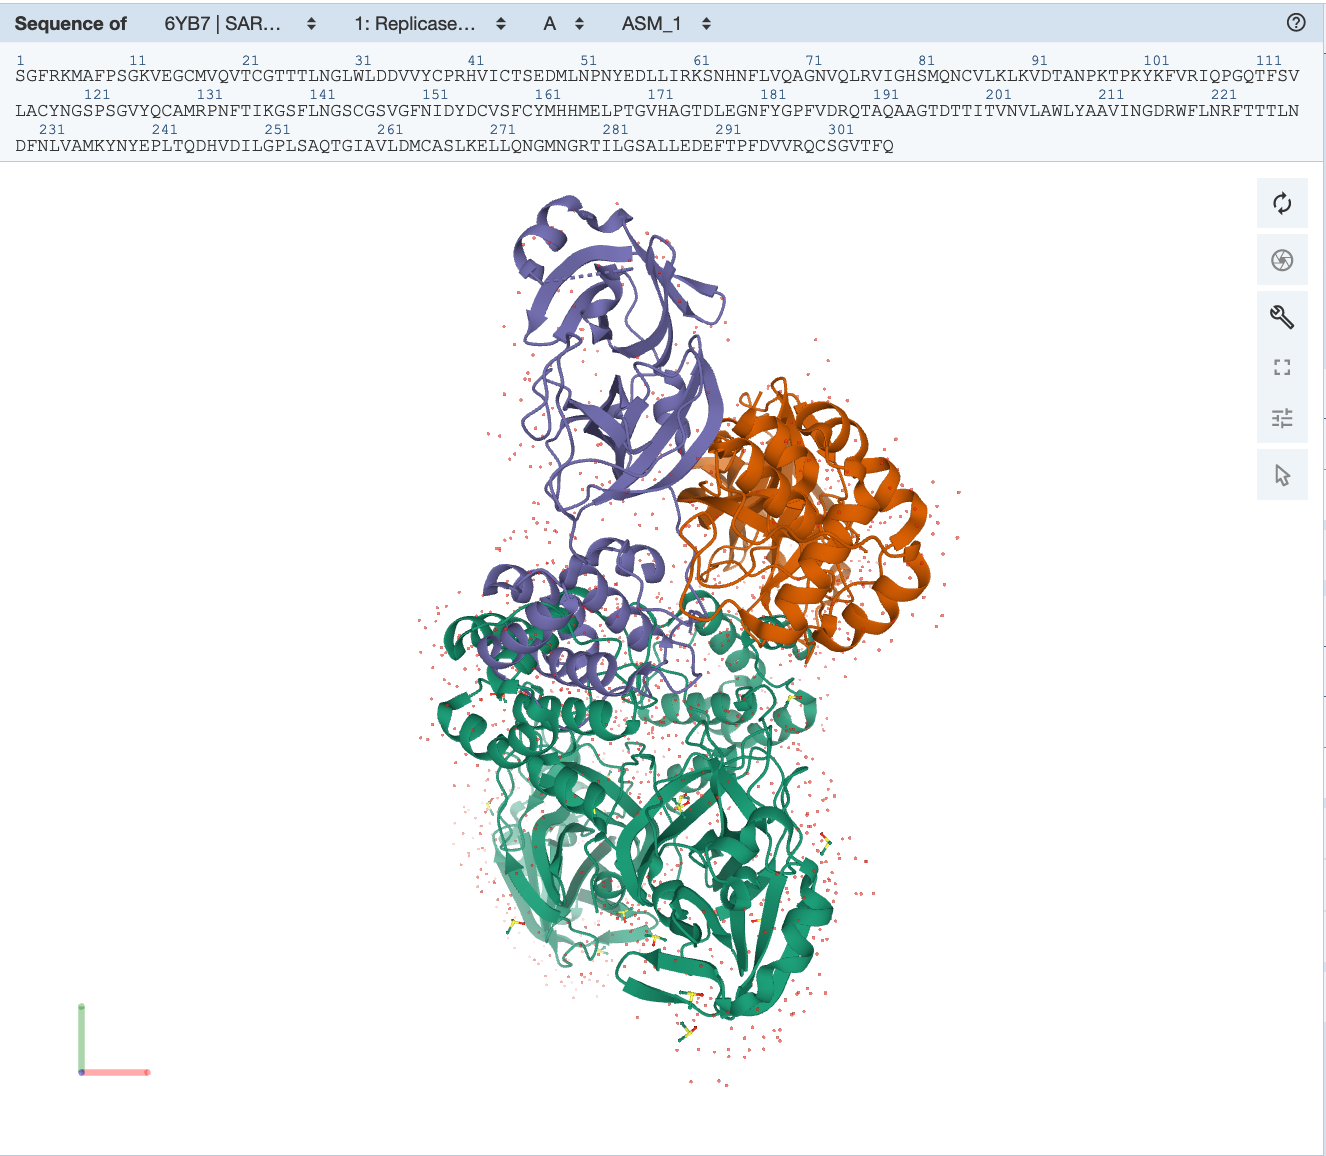 Sequence of 6YB7 | SAR... 1: Replicase... A ASM_1
1 11 21 31 41 51 61 71 81 91 101 111
SGFRKMAFPSGKVEGCMVQVTCGTTTLNGLWLDDVVYCPRHVICTSEDMLNPNYEDLLIRKSNHNFLVQAGNVQLRVIGHSMQNCVLKLKVDTANPKTPKYKFVRIQPGQTFSV
121 131 141 151 161 171 181 191 201 211 221
LACYNGSPSGVYQCAMRPNFTIKGSFLNGSCGSVGFNIDYDCVSFCYMHHMELPTGVHAGTDLEGNFYGPFVDRQTAQAAGTDTTITVNVLAWLYAAVINGDRWFLNRFTTTLN
231 241 251 261 271 281 291 301
DFNLVAMKYNYEPLTQDHVDILGPLSAQTGIAVLDMCASLKELLQNGMNGRTILGSALLEDEFTPFDVVRQCSGVTFQ